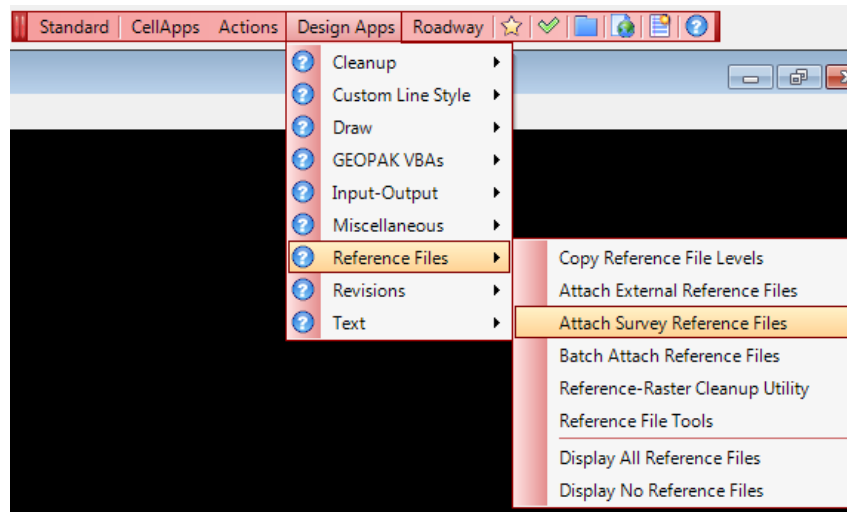 Standard CellApps Actions Design Apps Roadway
Cleanup
Custom Line Style
Draw
GEOPAK VBAs
Input-Output
Miscellaneous
Reference Files
Revisions
Text
Copy Reference File Levels
Attach External Reference Files
Attach Survey Reference Files
Batch Attach Reference Files
Reference-Raster Cleanup Utility
Reference File Tools
Display All Reference Files
Display No Reference Files